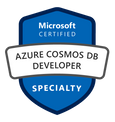 Microsoft
CERTIFIED
AZURE COSMOS DB
DEVELOPER
SPECIALTY